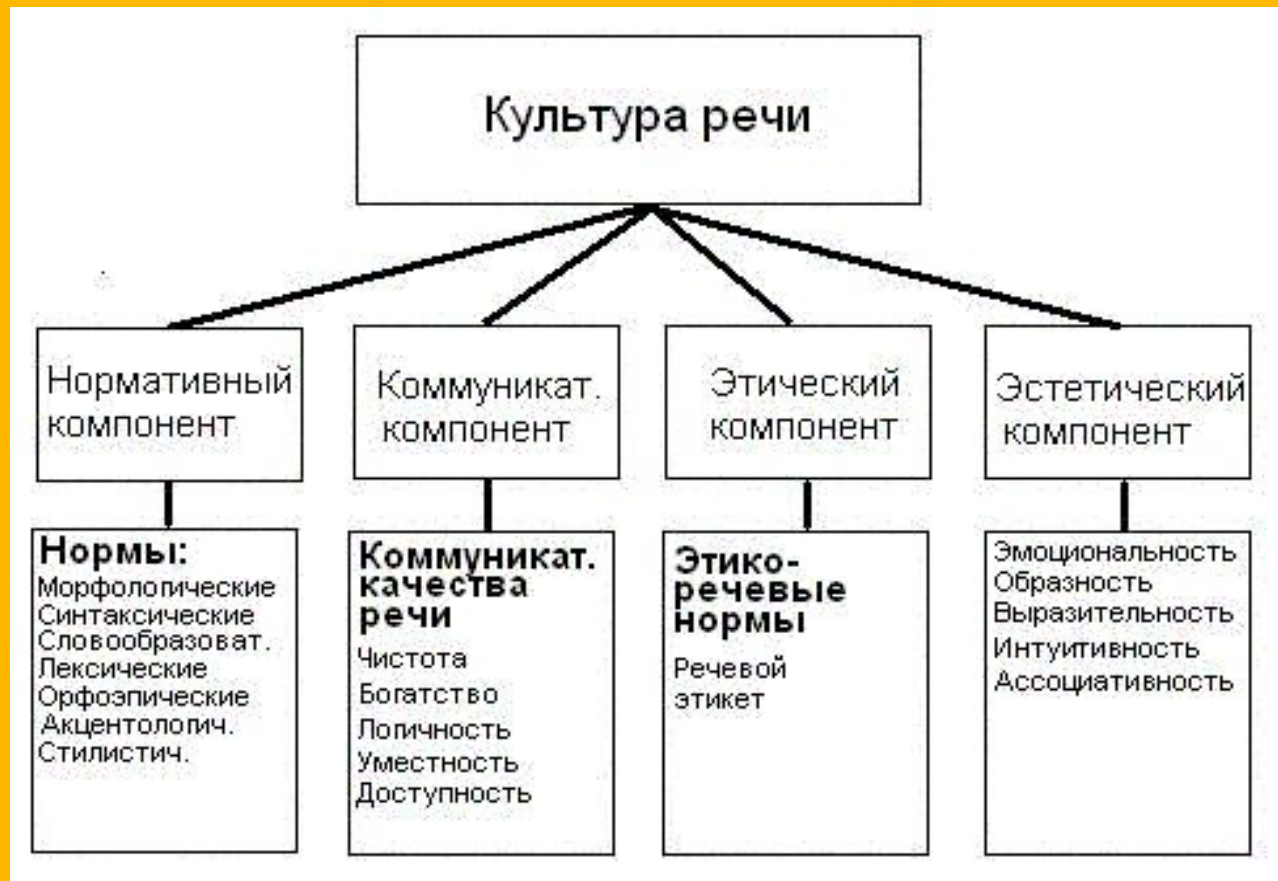 Культура речи
Нормативный
компонент
Коммуникат.
компонент
Этический
компонент
Эстетический
компонент
Нормы:
Морфологические
Синтаксические
Словообразоват.
Лексические
Орфоэпические
Акцентологич.
Стилистич.
Коммуникат.
качества
речи
Чистота
Богатство
Логичность
Уместность
Доступность
Этико-
речевые
нормы
Речевой
этикет
Эмоциональность
Образность
Выразительность
Интуитивность
Ассоциативность